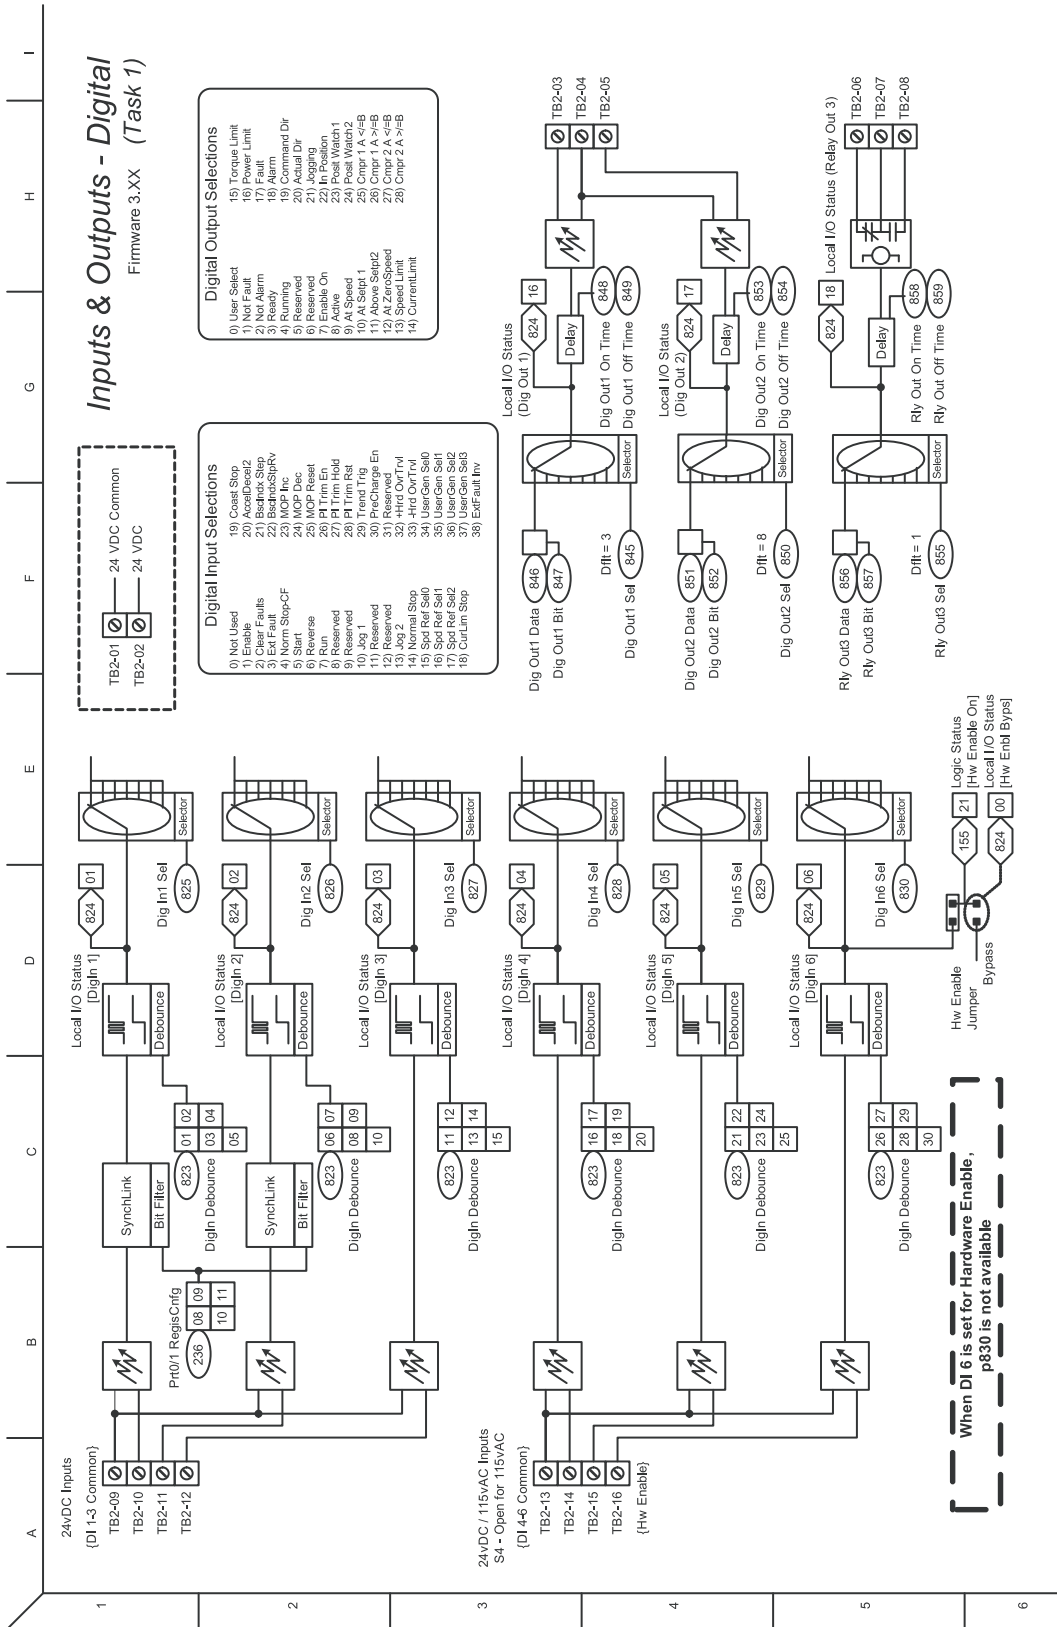 Inputs & Outputs - Digital
Firmware 3.XX
(Task 1)
A
B
C
D
E
F
G
H
I
1
2
3
4
5
6
TB2-01
TB2-02
24 VDC Common
24 VDC
Digital Input Selections
0) Not Used
1) Enable
2) Clear Faults
3) Ext Fault
4) Norm Stop-CF
5) Start
6) Reverse
7) Run
8) Reserved
9) Reserved
10) Jog 1
11) Reserved
12) Reserved
13) Jog 2
14) Normal Stop
15) Spd Ref Sel0
16) Spd Ref Sel1
17) Spd Ref Sel2
18) CurLim Stop
19) Coast Stop
20) AccelDecel2
21) BscIndx Step
22) BscIndxStpRv
23) MOP Inc
24) MOP Dec
25) MOP Reset
26) PI Trim En
27) PI Trim Hold
28) PI Trim Rst
29) Trend Trig
30) PreCharge En
31) Reserved
32) +Hrd OvrTrvl
33) -Hrd OvrTrvl
34) UserGen Sel0
35) UserGen Sel1
36) UserGen Sel2
37) UserGen Sel3
38) ExtFault Inv
Digital Output Selections
0) User Select
1) Not Fault
2) Not Alarm
3) Ready
4) Running
5) Reserved
6) Reserved
7) Enable On
8) Active
9) At Speed
10) At Setpt 1
11) Above Setpt2
12) At ZeroSpeed
13) Speed Limit
14) CurrentLimit
15) Torque Limit
16) Power Limit
17) Fault
18) Alarm
19) Command Dir
20) Actual Dir
21) Jogging
22) In Position
23) Posit Watch1
24) Posit Watch2
25) Cmpr 1 A </=B
26) Cmpr 1 A >/=B
27) Cmpr 2 A </=B
28) Cmpr 2 A >/=B
24vDC Inputs
{DI 1-3 Common}
TB2-09
TB2-10
TB2-11
TB2-12
Prt0/1 RegisCnfg
236
08
09
10
11
SynchLink
Bit Filter
823
01
02
03
04
05
DigIn Debounce
Debounce
Local I/O Status
[DigIn 1]
824
01
Dig In1 Sel
825
Selector
SynchLink
Bit Filter
823
06
07
08
09
10
DigIn Debounce
Debounce
Local I/O Status
[DigIn 2]
824
02
Dig In2 Sel
826
Selector
823
11
12
13
14
15
DigIn Debounce
Debounce
Local I/O Status
[DigIn 3]
824
03
Dig In3 Sel
827
Selector
24vDC / 115vAC Inputs
S4 - Open for 115vAC
{DI 4-6 Common}
TB2-13
TB2-14
TB2-15
TB2-16
{Hw Enable}
823
16
17
18
19
20
DigIn Debounce
Debounce
Local I/O Status
[DigIn 4]
824
04
Dig In4 Sel
828
Selector
823
21
22
23
24
25
DigIn Debounce
Debounce
Local I/O Status
[DigIn 5]
824
05
Dig In5 Sel
829
Selector
823
26
27
28
29
30
DigIn Debounce
Debounce
Local I/O Status
[DigIn 6]
824
06
Dig In6 Sel
830
Selector
Hw Enable
Jumper
Bypass
155
21
Logic Status
[Hw Enable On]
824
00
Local I/O Status
[Hw Enbl Byps]
When DI 6 is set for Hardware Enable,
p830 is not available
Dig Out1 Data
846
Dig Out1 Bit
847
Dflt = 3
Dig Out1 Sel
845
Selector
Local I/O Status
(Dig Out 1)
824
16
Delay
Dig Out1 On Time
848
Dig Out1 Off Time
849
TB2-03
TB2-04
TB2-05
Dig Out2 Data
851
Dig Out2 Bit
852
Dflt = 8
Dig Out2 Sel
850
Selector
Local I/O Status
(Dig Out 2)
824
17
Delay
Dig Out2 On Time
853
Dig Out2 Off Time
854
Rly Out3 Data
856
Rly Out3 Bit
857
Dflt = 1
Rly Out3 Sel
855
Selector
Local I/O Status (Relay Out 3)
824
18
Delay
Rly Out On Time
858
Rly Out Off Time
859
TB2-06
TB2-07
TB2-08